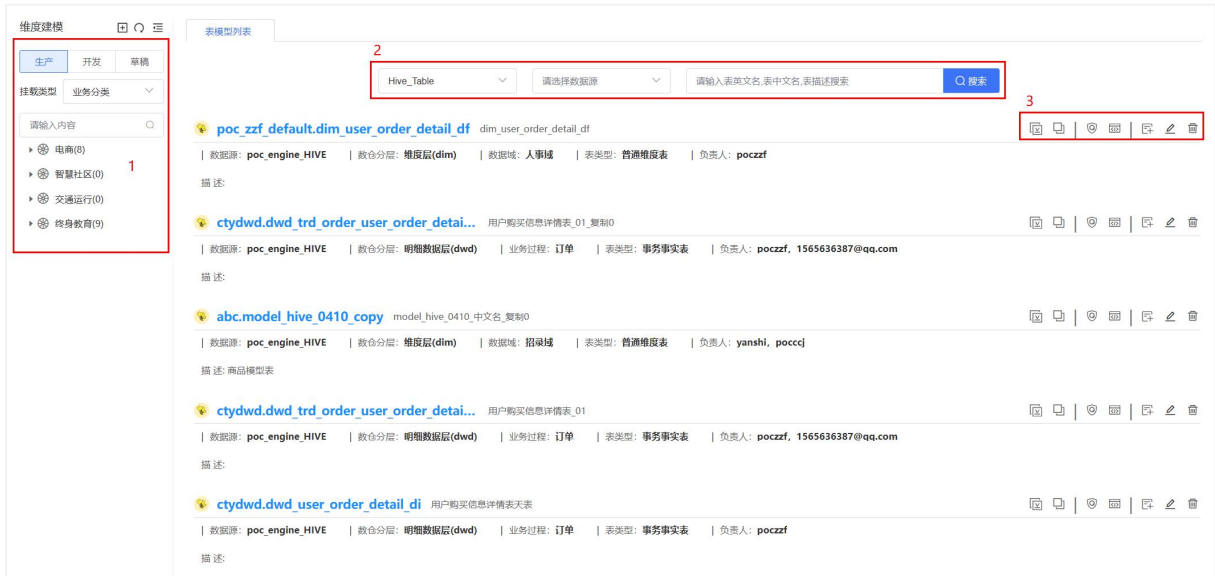 维度建模
表模型列表
生产 开发 草稿
挂载类型 业务分类
请输入内容
电商(8)
智慧社区(0)
交通运行(0)
终身教育(9)
1
2
Hive_Table 请选择数据源 请输入表英文名,表中文名,表描述搜索 搜索
3
poc_zzf_default.dim_user_order_detail_df dim_user_order_detail_df
| 数据源: poc_engine_HIVE | 数仓分层: 维度层(dim) | 数据域: 人事域 | 表类型: 普通维度表 | 负责人: poczzf
描述:
ctydwd.dwd_trd_order_user_order_detai... 用户购买信息详情表_01_复制0
| 数据源: poc_engine_HIVE | 数仓分层: 明细数据层(dwd) | 业务过程: 订单 | 表类型: 事务事实表 | 负责人: poczzf, 1565636387@qq.com
描述:
abc.model_hive_0410_copy model_hive_0410_中文名_复制0
| 数据源: poc_engine_HIVE | 数仓分层: 维度层(dim) | 数据域: 招录域 | 表类型: 普通维度表 | 负责人: yanshi, pocccj
描述: 商品模型表
ctydwd.dwd_trd_order_user_order_detai... 用户购买信息详情表_01
| 数据源: poc_engine_HIVE | 数仓分层: 明细数据层(dwd) | 业务过程: 订单 | 表类型: 事务事实表 | 负责人: poczzf, 1565636387@qq.com
描述:
ctydwd.dwd_user_order_detail_di 用户购买信息详情表天表
| 数据源: poc_engine_HIVE | 数仓分层: 明细数据层(dwd) | 业务过程: 订单 | 表类型: 事务事实表 | 负责人: poczzf
描述: